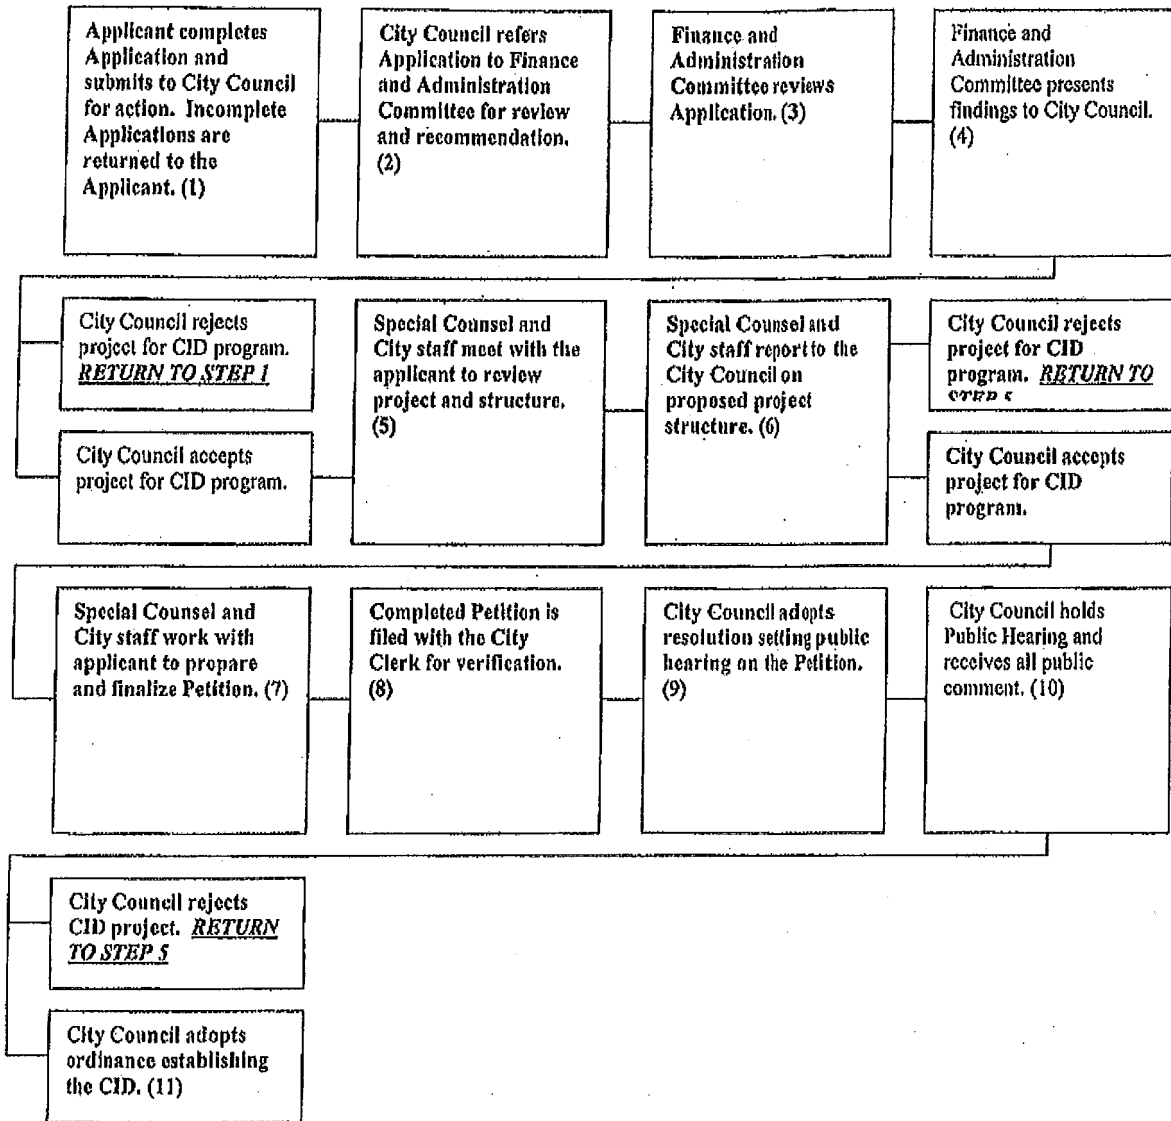 Applicant completes
Application and
submits to City Council
for action. Incomplete
Applications are
returned to the
Applicant. (1)
City Council refers
Application to Finance
and Administration
Committee for review
and recommendation.
(2)
Finance and
Administration
Committee reviews
Application. (3)
Finance and
Administration
Committee presents
findings to City Council.
(4)
City Council rejects
project for CID program.
RETURN TO STEP 1
City Council accepts
project for CID program.
Special Counsel and
City staff meet with the
applicant to review
project and structure.
(5)
Special Counsel and
City staff report to the
City Council on
proposed project
structure. (6)
City Council rejects
project for CID
program. RETURN TO
STEP 5
City Council accepts
project for CID
program.
Special Counsel and
City staff work with
applicant to prepare
and finalize Petition. (7)
Completed Petition is
filed with the City
Clerk for verification.
(8)
City Council adopts
resolution setting public
hearing on the Petition.
(9)
City Council holds
Public Hearing and
receives all public
comment. (10)
City Council rejects
CID project. RETURN
TO STEP 5
City Council adopts
ordinance establishing
the CID. (11)